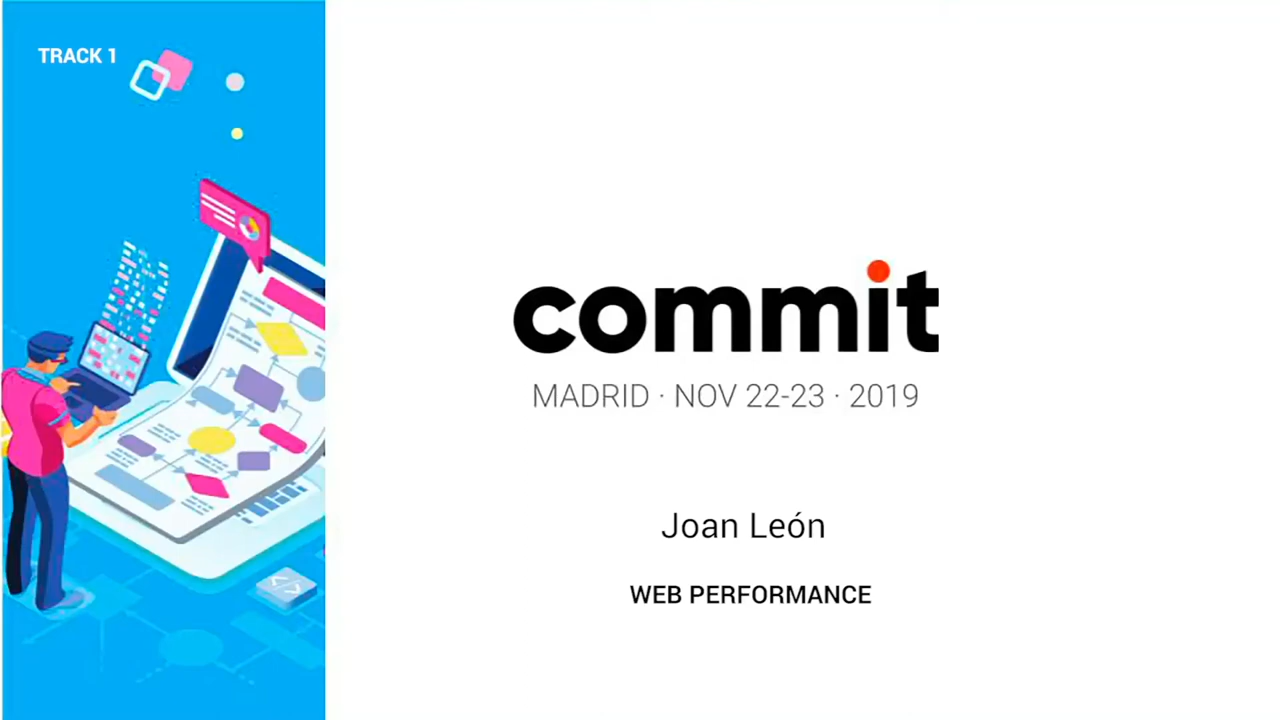 TRACK 1
commit
MADRID · NOV 22-23 · 2019
Joan León
WEB PERFORMANCE